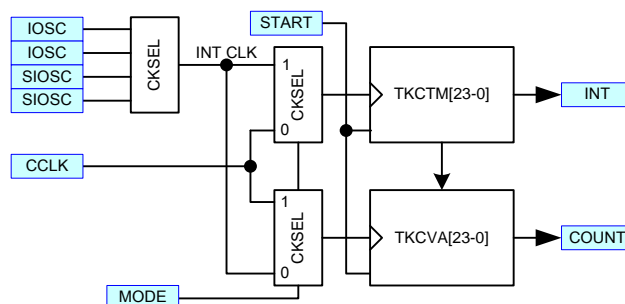 IOSC
IOSC
SIOSC
SIOSC
CKSEL
INT CLK
START
1
0
CKSEL
TKCTM[23-0]
INT
CCLK
1
0
CKSEL
TKCVA[23-0]
COUNT
MODE